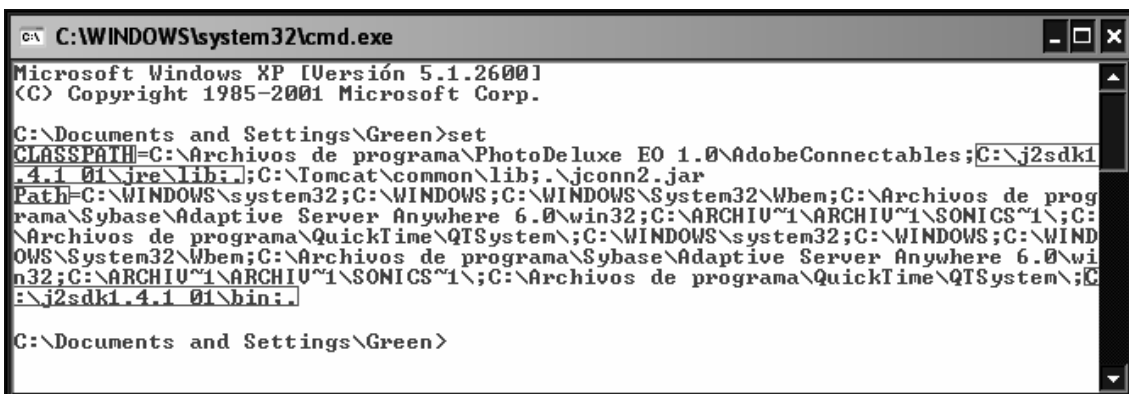 C:\WINDOWS\system32\cmd.exe
Microsoft Windows XP [Versión 5.1.2600]
(C) Copyright 1985-2001 Microsoft Corp.
C:\Documents and Settings\Green>set
CLASSPATH=C:\Archivos de programa\PhotoDeluxe EO 1.0\AdobeConnectables;C:\j2sdk1
.4.1_01\jre\lib;.;C:\Tomcat\common\lib;.\jconn2.jar
Path=C:\WINDOWS\system32;C:\WINDOWS;C:\WINDOWS\System32\Wbem;C:\Archivos de prog
rama\Sybase\Adaptive Server Anywhere 6.0\win32;C:\ARCHIV~1\ARCHIV~1\SONICS~1\;C:
\Archivos de programa\QuickTime\QTSystem\;C:\WINDOWS\system32;C:\WINDOWS;C:\WIND
OWS\System32\Wbem;C:\Archivos de programa\Sybase\Adaptive Server Anywhere 6.0\wi
n32;C:\ARCHIV~1\ARCHIV~1\SONICS~1\;C:\Archivos de programa\QuickTime\QTSystem\;C
:\j2sdk1.4.1_01\bin;.
C:\Documents and Settings\Green>